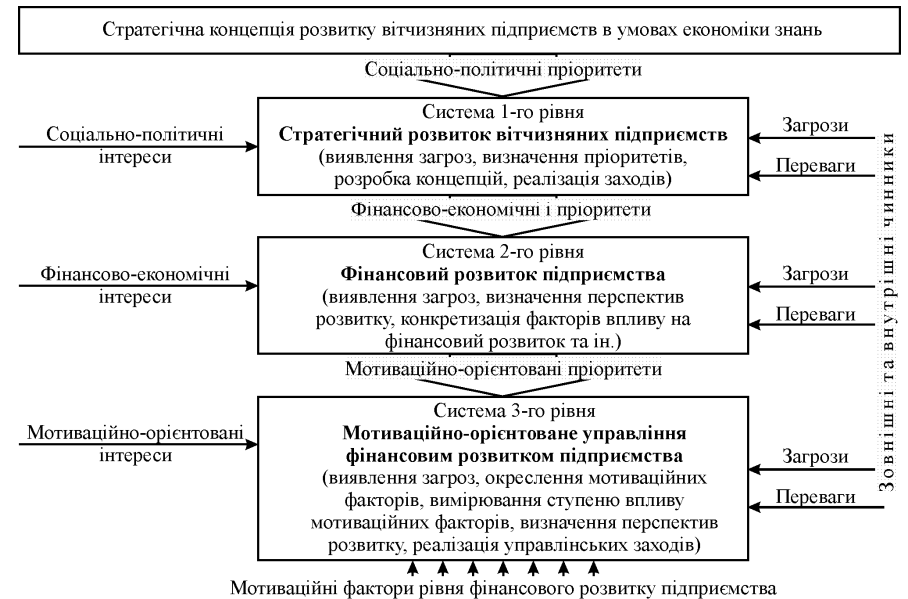 Стратегічна концепція розвитку вітчизняних підприємств в умовах економіки знань
Соціально-політичні пріоритети
Система 1-го рівня
Стратегічний розвиток вітчизняних підприємств
(виявлення загроз, визначення пріоритетів,
розробка концепцій, реалізація заходів)
Соціально-політичні
інтереси
Загрози
Переваги
Фінансово-економічні і пріоритети
Система 2-го рівня
Фінансовий розвиток підприємства
(виявлення загроз, визначення перспектив
розвитку, конкретизація факторів впливу на
фінансовий розвиток та ін.)
Фінансово-економічні
інтереси
Загрози
Переваги
Мотиваційно-орієнтовані пріоритети
Система 3-го рівня
Мотиваційно-орієнтоване управління
фінансовим розвитком підприємства
(виявлення загроз, окреслення мотиваційних
факторів, вимірювання ступеню впливу
мотиваційних факторів, визначення перспектив
розвитку, реалізація управлінських заходів)
Мотиваційно-орієнтовані
інтереси
Загрози
Переваги
Зовнішні та внутрішні чинники
Мотиваційні фактори рівня фінансового розвитку підприємства